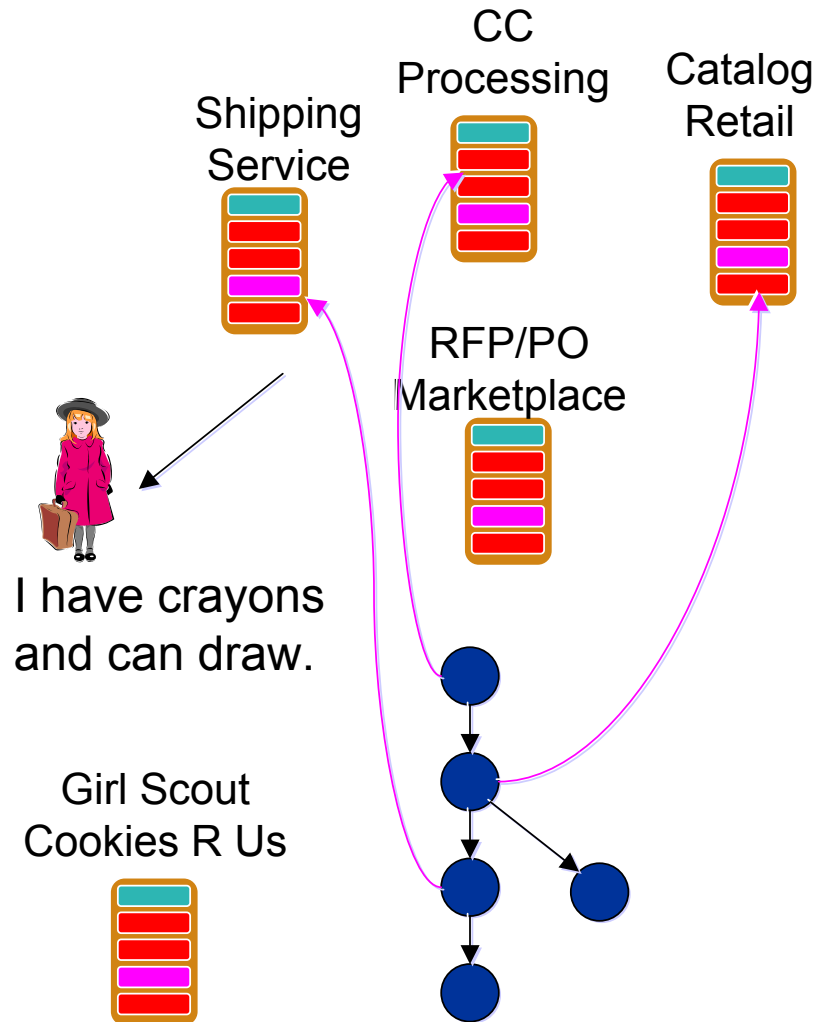 CC
Processing
Catalog
Retail
Shipping
Service
RFP/PO
Marketplace
I have crayons
and can draw.
Girl Scout
Cookies R Us